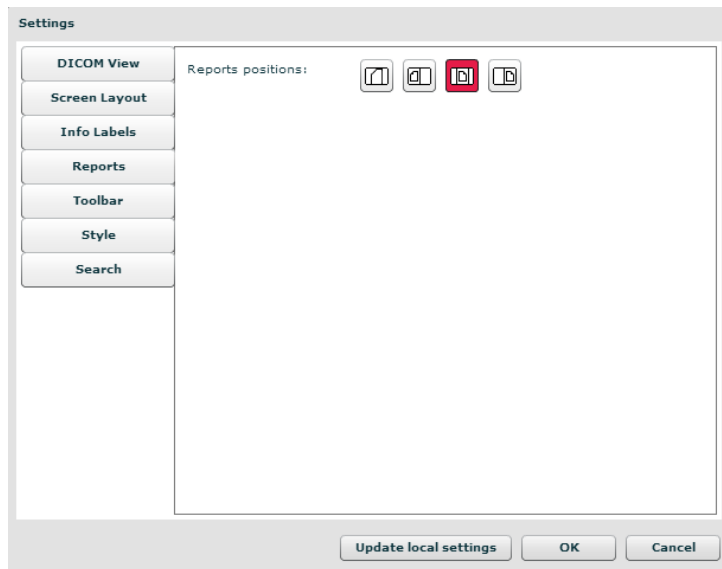 Settings
DICOM View
Reports positions:
Screen Layout
Info Labels
Reports
Toolbar
Style
Search
Update local settings
OK
Cancel